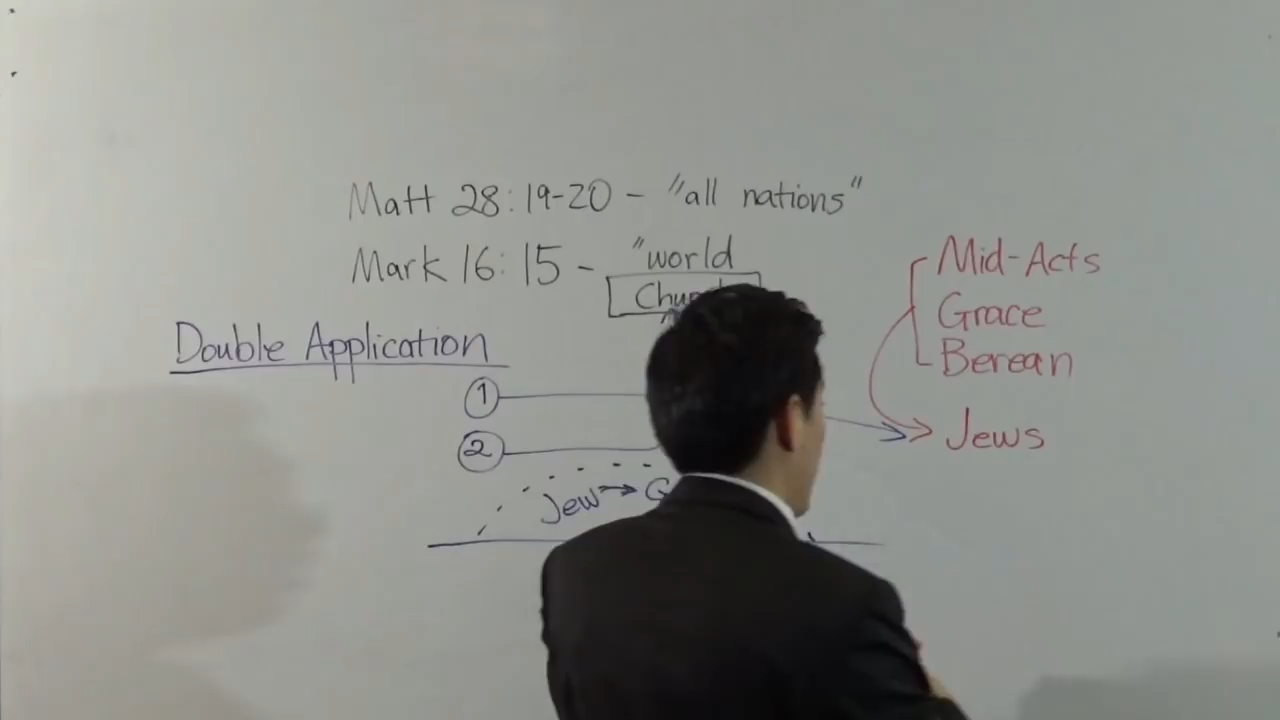 Matt 28:19-20 - "all nations"
Mark 16:15 - "world
Double Application
1
2
Jew →
Mid-Acts
Grace
Berean
Jews